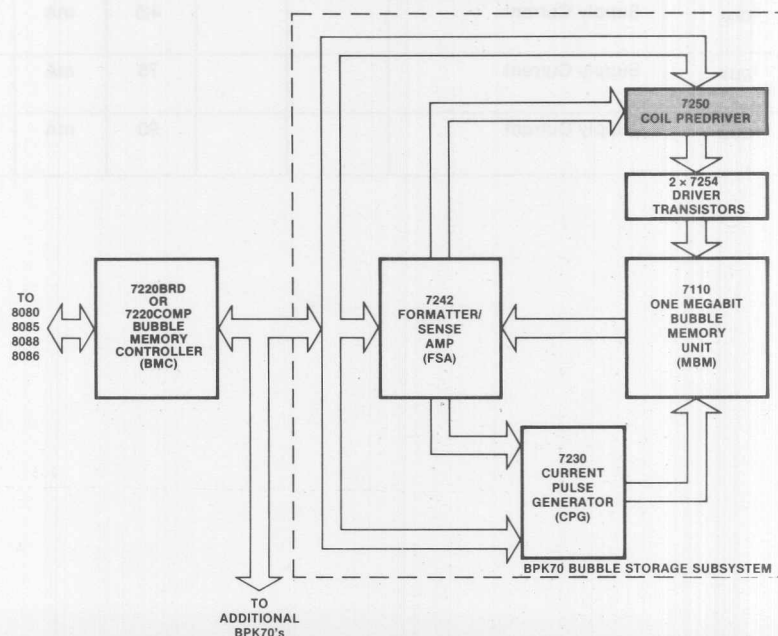 7250
COIL PREDRIVER
2 × 7254
DRIVER
TRANSISTORS
TO
8080
8085
8088
8086
7220BRD
OR
7220COMP
BUBBLE
MEMORY
CONTROLLER
(BMC)
7242
FORMATTER/
SENSE
AMP
(FSA)
7110
ONE MEGABIT
BUBBLE
MEMORY
UNIT
(MBM)
7230
CURRENT
PULSE
GENERATOR
(CPG)
BPK70 BUBBLE STORAGE SUBSYSTEM
TO
ADDITIONAL
BPK70's